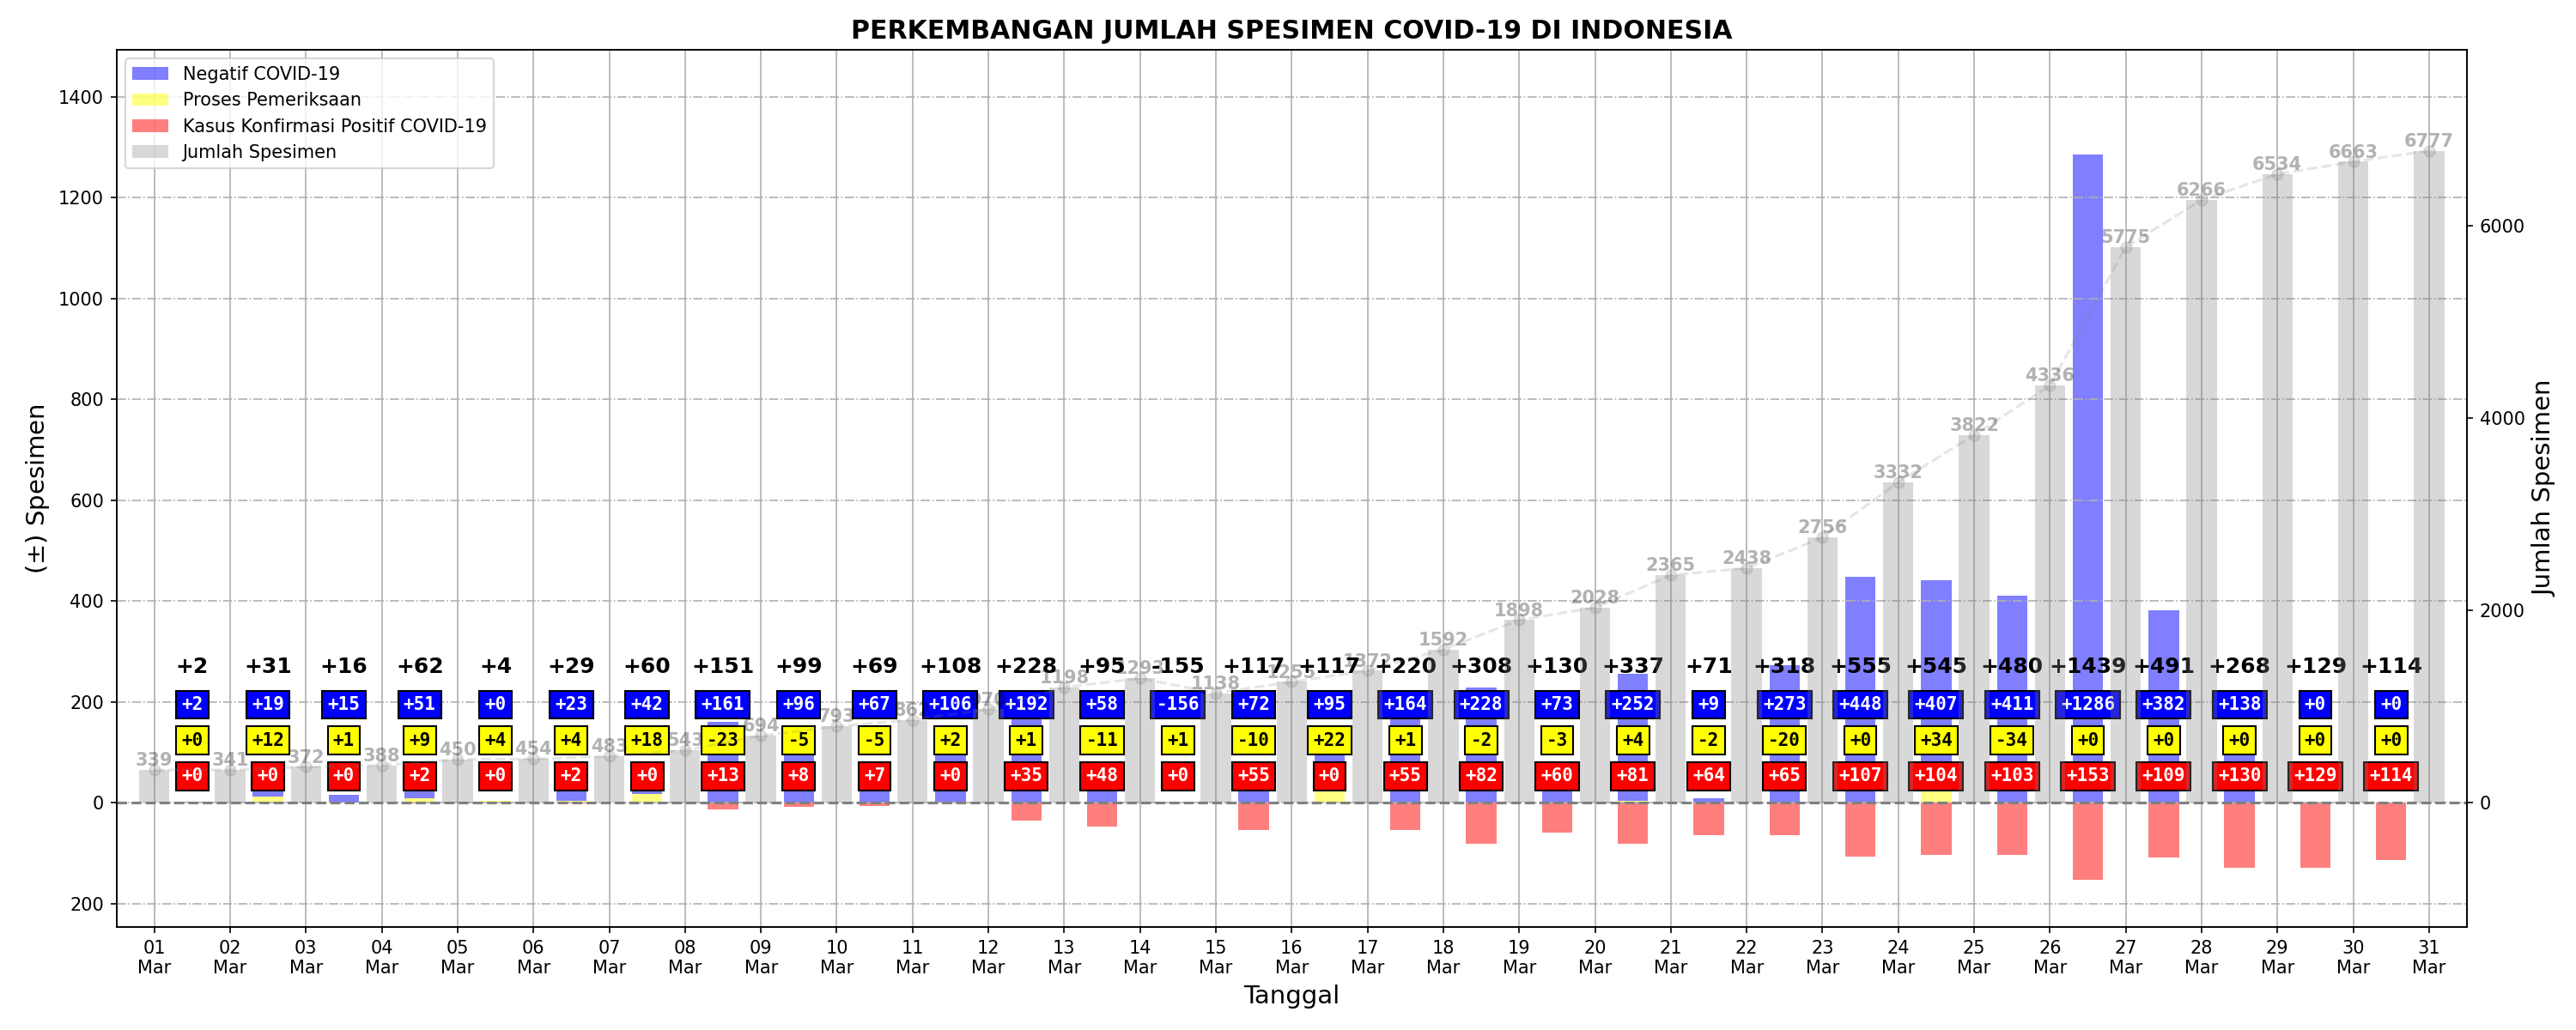 PERKEMBANGAN JUMLAH SPESIMEN COVID-19 DI INDONESIA
Negatif COVID-19
Proses Pemeriksaan
Kasus Konfirmasi Positif COVID-19
Jumlah Spesimen
(±) Spesimen
1400
1200
1000
800
600
400
200
0
200
Jumlah Spesimen
6000
4000
2000
0
339 341 372 388 450 454 483 543 694 793 1198 1293 1138 1255 1372 1592 1898 2028 2365 2438 2756 3332 3822 4336 5775 6266 6534 6663 6777
+2 +31 +16 +62 +4 +29 +60 +151 +99 +69 +108 +228 +95 -155 +117 +117 +220 +308 +130 +337 +71 +318 +555 +545 +480 +1439 +491 +268 +129 +114
+2 +19 +15 +51 +0 +23 +42 +161 +96 +67 +106 +192 +58 -156 +72 +95 +164 +228 +73 +252 +9 +273 +448 +407 +411 +1286 +382 +138 +0 +0
+0 +12 +1 +9 +4 +4 +18 -23 -5 -5 +2 +1 -11 +1 -10 +22 +1 -2 -3 +4 -2 -20 +0 +34 -34 +0 +0 +0 +0 +0
+0 +0 +0 +2 +0 +2 +0 +13 +8 +7 +0 +35 +48 +0 +55 +0 +55 +82 +60 +81 +64 +65 +107 +104 +103 +153 +109 +130 +129 +114
01 02 03 04 05 06 07 08 09 10 11 12 13 14 15 16 17 18 19 20 21 22 23 24 25 26 27 28 29 30 31
Mar Mar Mar Mar Mar Mar Mar Mar Mar Mar Mar Mar Mar Mar Mar Mar Mar Mar Mar Mar Mar Mar Mar Mar Mar Mar Mar Mar Mar Mar Mar
Tanggal